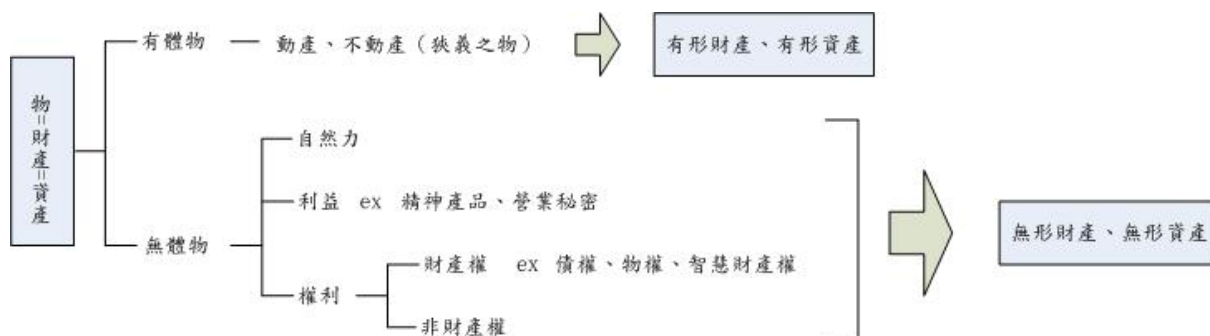 物=財產=資產
有體物
動產、不動產（狹義之物）
有形財產、有形資產
無體物
自然力
利益 ex 精神產品、營業秘密
權利
財產權 ex 債權、物權、智慧財產權
非財產權
無形財產、無形資產